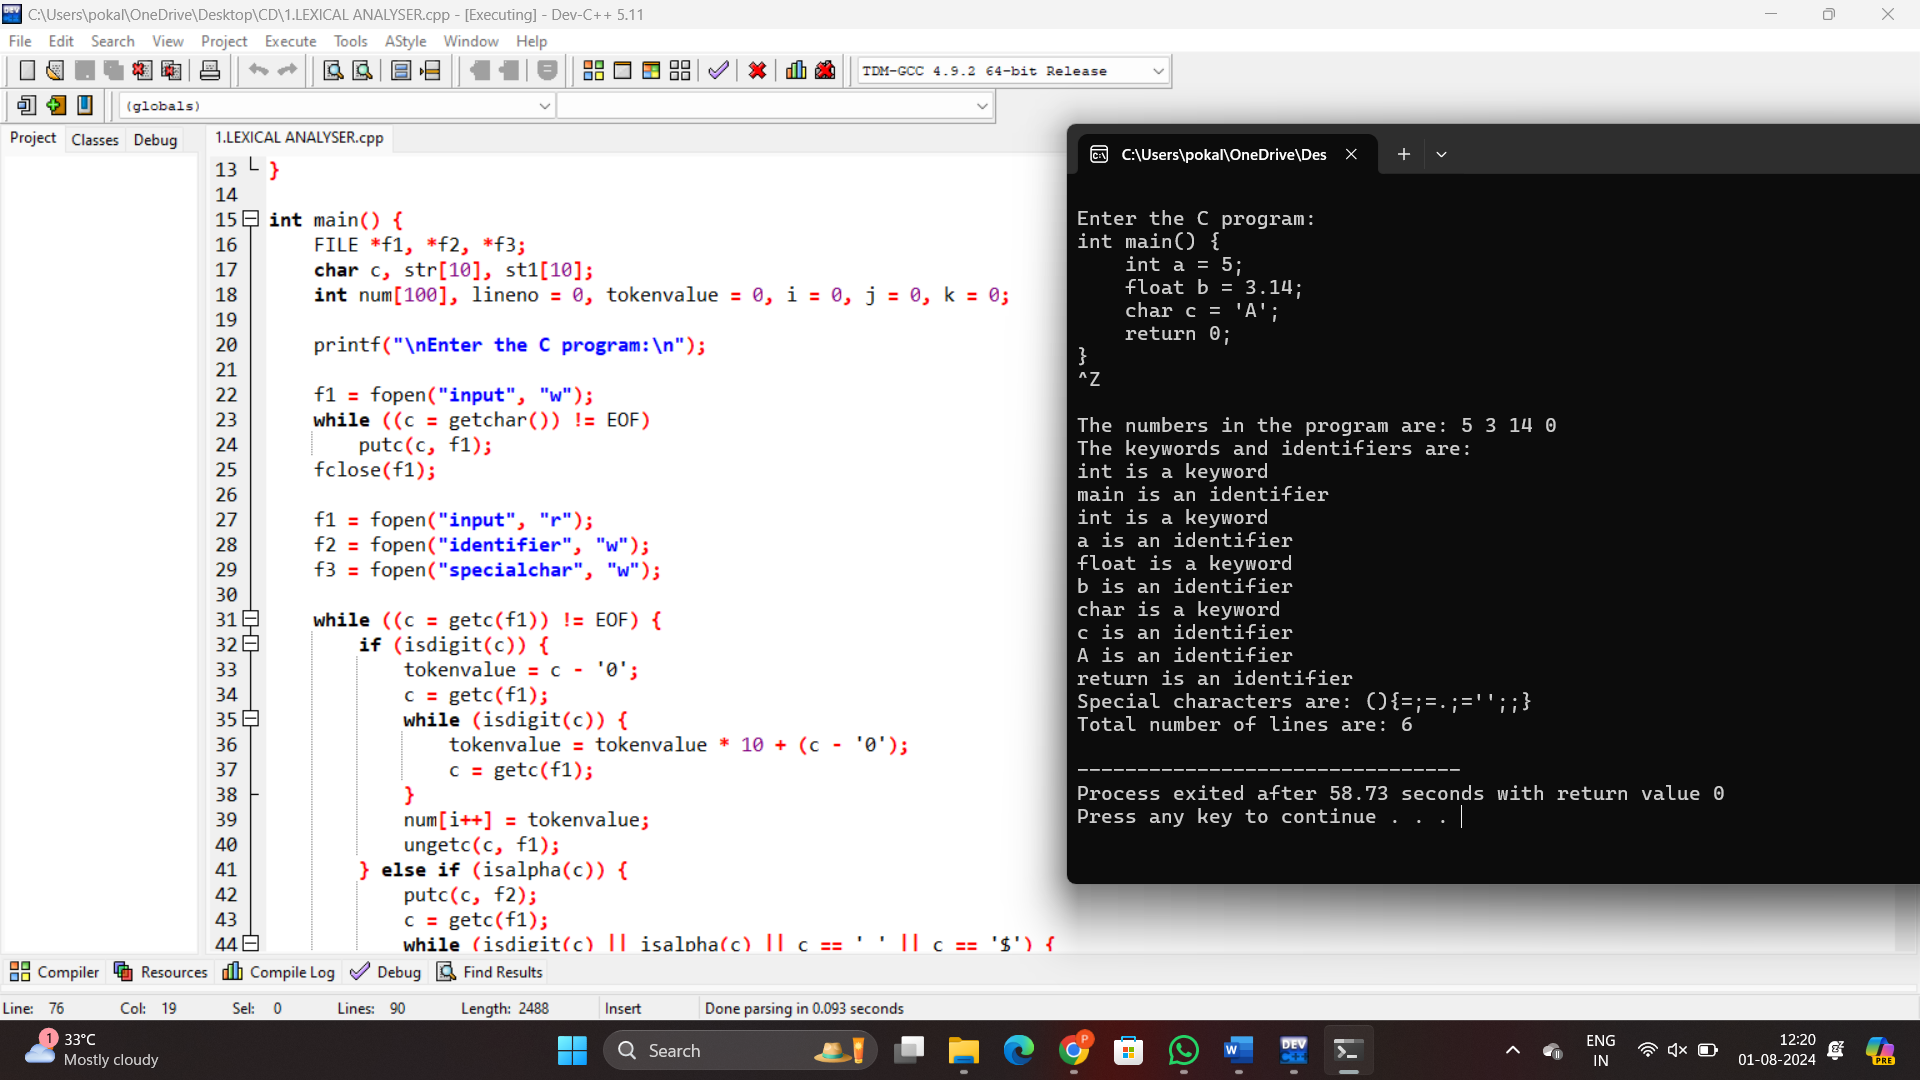 C:\Users\pokal\OneDrive\Desktop\CD\1.LEXICAL ANALYSER.cpp - [Executing] - Dev-C++ 5.11
File Edit Search View Project Execute Tools AStyle Window Help
TDM-GCC 4.9.2 64-bit Release
(globals)
Project Classes Debug
1.LEXICAL ANALYSER.cpp
13 }
14
15 int main() {
16 FILE *f1, *f2, *f3;
17 char c, str[10], st1[10];
18 int num[100], lineno = 0, tokenvalue = 0, i = 0, j = 0, k = 0;
19
20 printf("\nEnter the C program:\n");
21
22 f1 = fopen("input", "w");
23 while ((c = getchar()) != EOF)
24 putc(c, f1);
25 fclose(f1);
26
27 f1 = fopen("input", "r");
28 f2 = fopen("identifier", "w");
29 f3 = fopen("specialchar", "w");
30
31 while ((c = getc(f1)) != EOF) {
32 if (isdigit(c)) {
33 tokenvalue = c - '0';
34 c = getc(f1);
35 while (isdigit(c)) {
36 tokenvalue = tokenvalue * 10 + (c - '0');
37 c = getc(f1);
38 }
39 num[i++] = tokenvalue;
40 ungetc(c, f1);
41 } else if (isalpha(c)) {
42 putc(c, f2);
43 c = getc(f1);
44 while (isdigit(c) || isalpha(c) || c == ' ' || c == '$') {
C:\Users\pokal\OneDrive\Des
Enter the C program:
int main() {
int a = 5;
float b = 3.14;
char c = 'A';
return 0;
}
^Z
The numbers in the program are: 5 3 14 0
The keywords and identifiers are:
int is a keyword
main is an identifier
int is a keyword
a is an identifier
float is a keyword
b is an identifier
char is a keyword
c is an identifier
A is an identifier
return is an identifier
Special characters are: (){=;=.;='';;}
Total number of lines are: 6
--------------------------------
Process exited after 58.73 seconds with return value 0
Press any key to continue . . .
Compiler Resources Compile Log Debug Find Results
Line: 76 Col: 19 Sel: 0 Lines: 90 Length: 2488 Insert Done parsing in 0.093 seconds
1
33°C
Mostly cloudy
Search
P
W
DEV
ENG
IN
12:20
01-08-2024
PRE